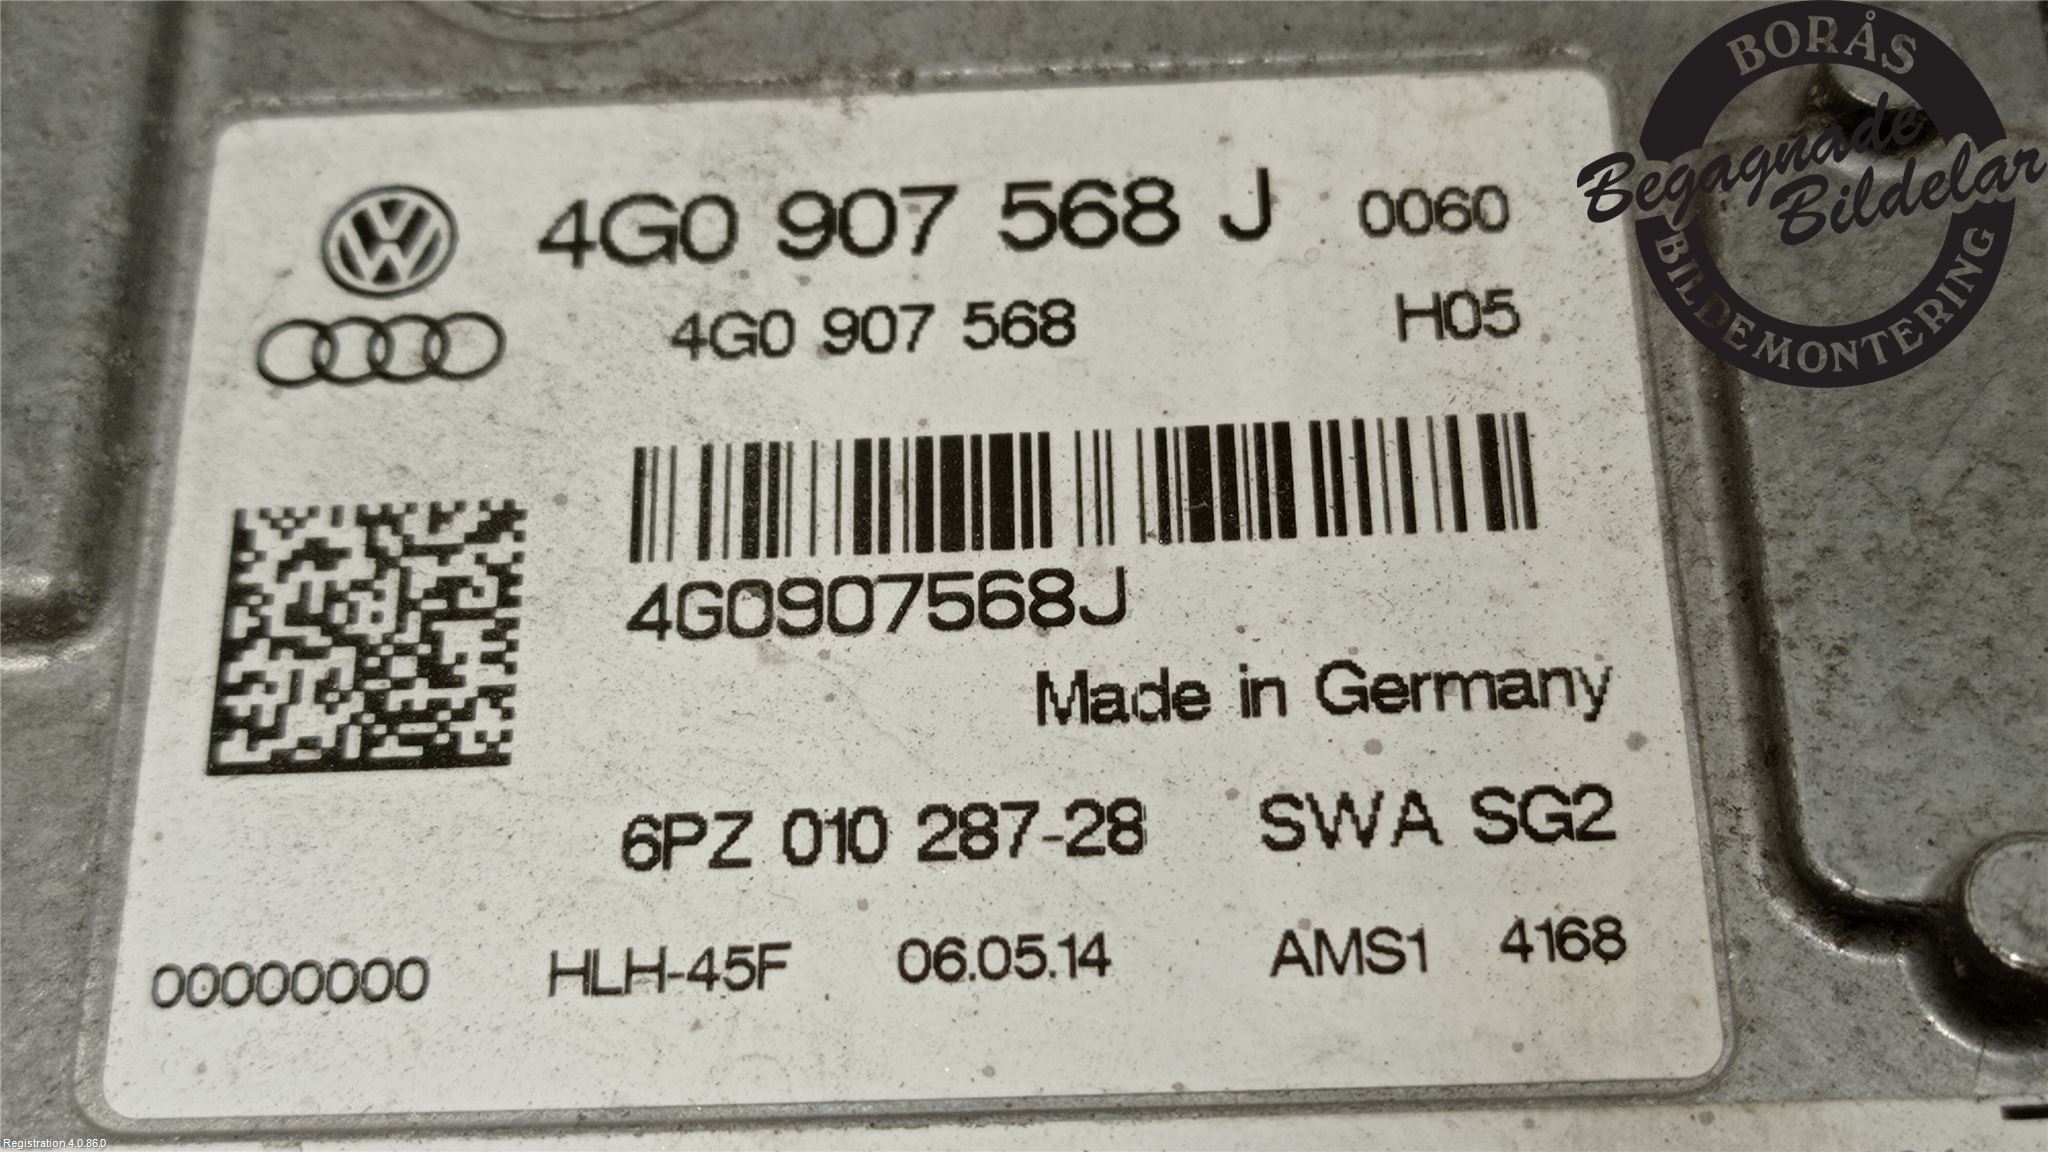 BORÅS
Begagnade
Bildelar
BILDEMONTERING
4G0 907 568 J 0060
4G0 907 568 H05
4G0907568J
Made in Germany
6PZ 010 287-28 SWA SG2
00000000 HLH-45F 06.05.14 AMS1 4168
Registration 4.0.86.0